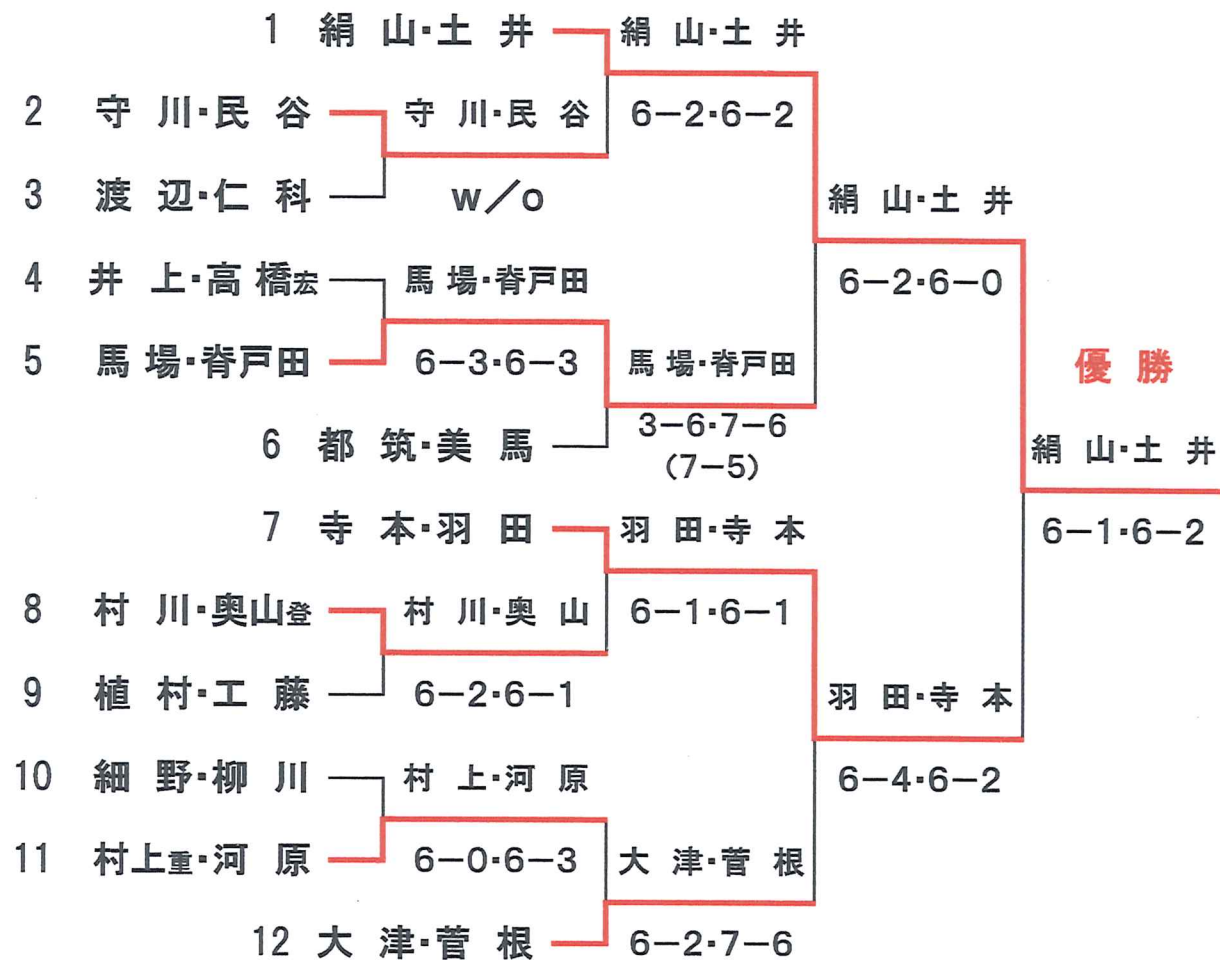 1 絹 山・土 井
絹 山・土 井
2 守 川・民 谷
守 川・民 谷
6−2・6−2
3 渡 辺・仁 科
w／o
絹 山・土 井
4 井 上・高 橋宏
馬 場・脊戸田
6−2・6−0
5 馬 場・脊戸田
6−3・6−3
馬 場・脊戸田
優 勝
6 都 筑・美 馬
3−6・7−6
(7−5)
絹 山・土 井
7 寺 本・羽 田
羽 田・寺 本
6−1・6−2
8 村 川・奥山登
村 川・奥 山
6−1・6−1
9 植 村・工 藤
6−2・6−1
羽 田・寺 本
10 細 野・柳 川
村 上・河 原
6−4・6−2
11 村上重・河 原
6−0・6−3
大 津・菅 根
12 大 津・菅 根
6−2・7−6